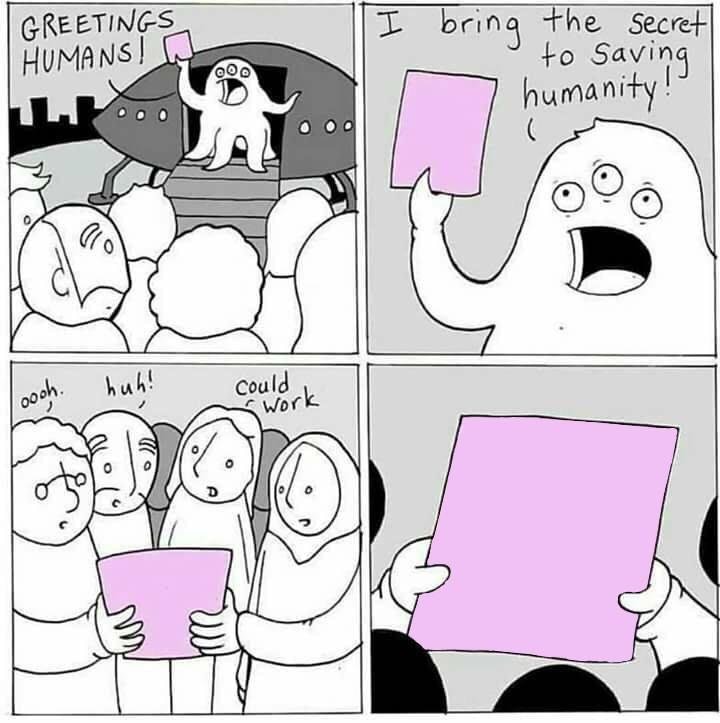 GREETINGS
HUMANS!
I bring the secret
to saving
humanity!
oooh.
huh!
could
work